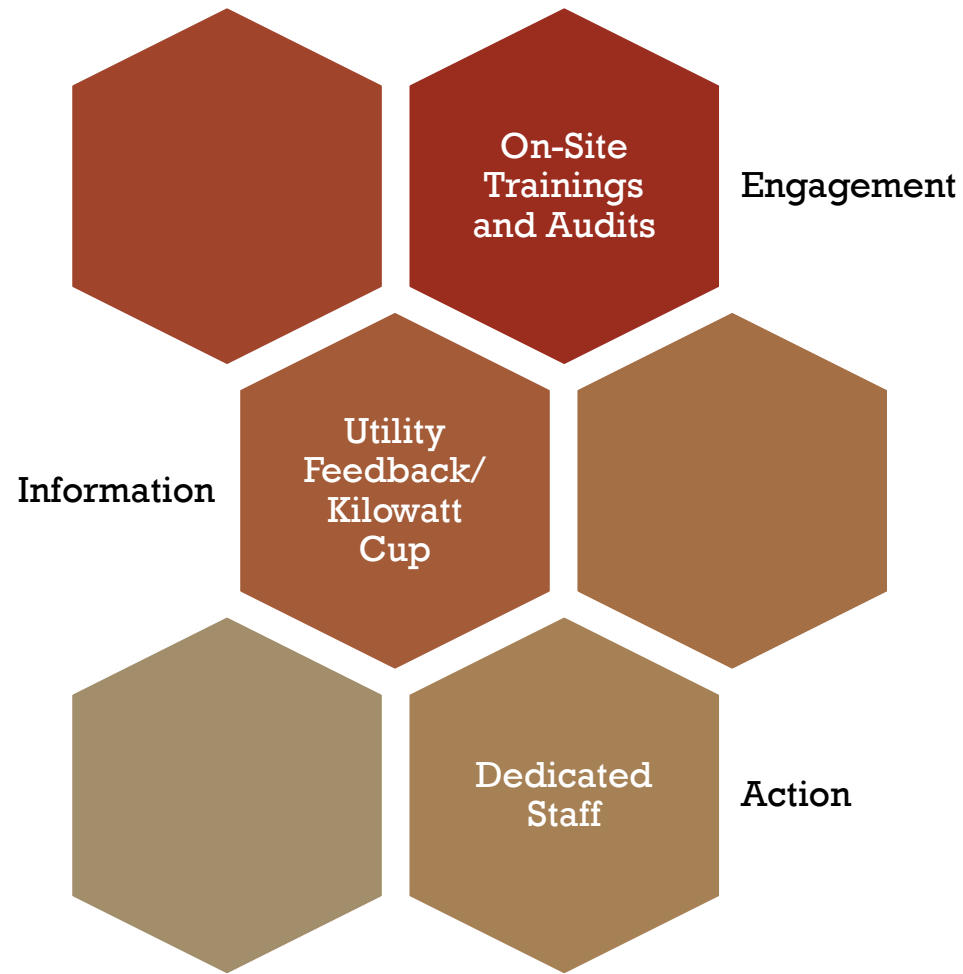 On-Site
Trainings
and Audits
Engagement
Information
Utility
Feedback/
Kilowatt
Cup
Dedicated
Staff
Action